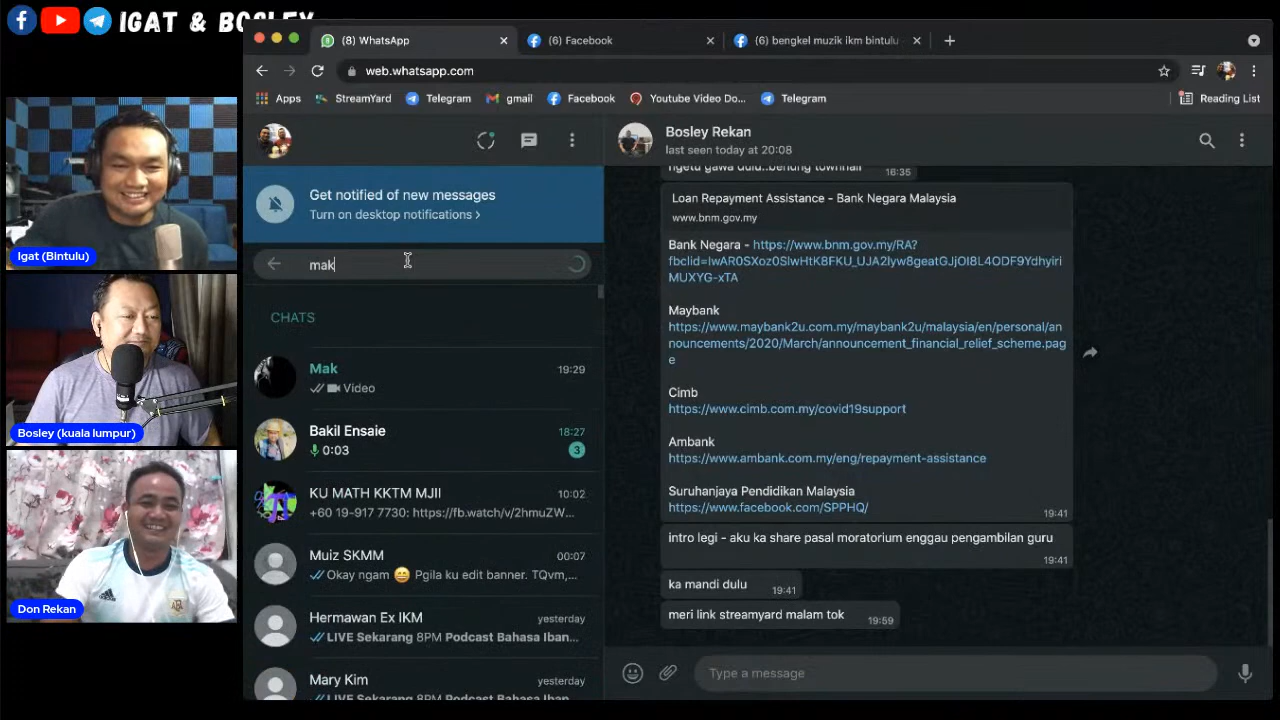 IGAT & BOSLEY
(8) WhatsApp
(6) Facebook
(6) bengkel muzik ikm bintulu
web.whatsapp.com
Apps
StreamYard
Telegram
gmail
Facebook
Youtube Video Do...
Telegram
Reading List
Igat (Bintulu)
Bosley (kuala lumpur)
Don Rekan
Get notified of new messages
Turn on desktop notifications >
mak
CHATS
Mak
19:29
Video
Bakil Ensaie
18:27
0:03
3
KU MATH KKTM MJII
10:02
+60 19-917 7730: https://fb.watch/v/2hmuZW...
Muiz SKMM
00:07
Okay ngam 😄 Pgila ku edit banner. TQvm,...
Hermawan Ex IKM
yesterday
LIVE Sekarang 8PM Podcast Bahasa Iban...
Mary Kim
yesterday
LIVE Sekarang 8PM Podcast Bahasa Iban...
Bosley Rekan
last seen today at 20:08
ngetu gawa dulu..
16:35
Loan Repayment Assistance - Bank Negara Malaysia
www.bnm.gov.my
Bank Negara - https://www.bnm.gov.my/RA?
fbclid=IwAR0SXoz0SlwHtK8FKU_UJA2Iyw8geatGJjOI8L4ODF9Ydhyiri
MUXYG-xTA
Maybank
https://www.maybank2u.com.my/maybank2u/malaysia/en/personal/an
nouncements/2020/March/announcement_financial_relief_scheme.pag
e
Cimb
https://www.cimb.com.my/covid19support
Ambank
https://www.ambank.com.my/eng/repayment-assistance
Suruhanjaya Pendidikan Malaysia
https://www.facebook.com/SPPHQ/
19:41
intro legi - aku ka share pasal moratorium enggau pengambilan guru
19:41
ka mandi dulu
19:41
meri link streamyard malam tok
19:59
Type a message